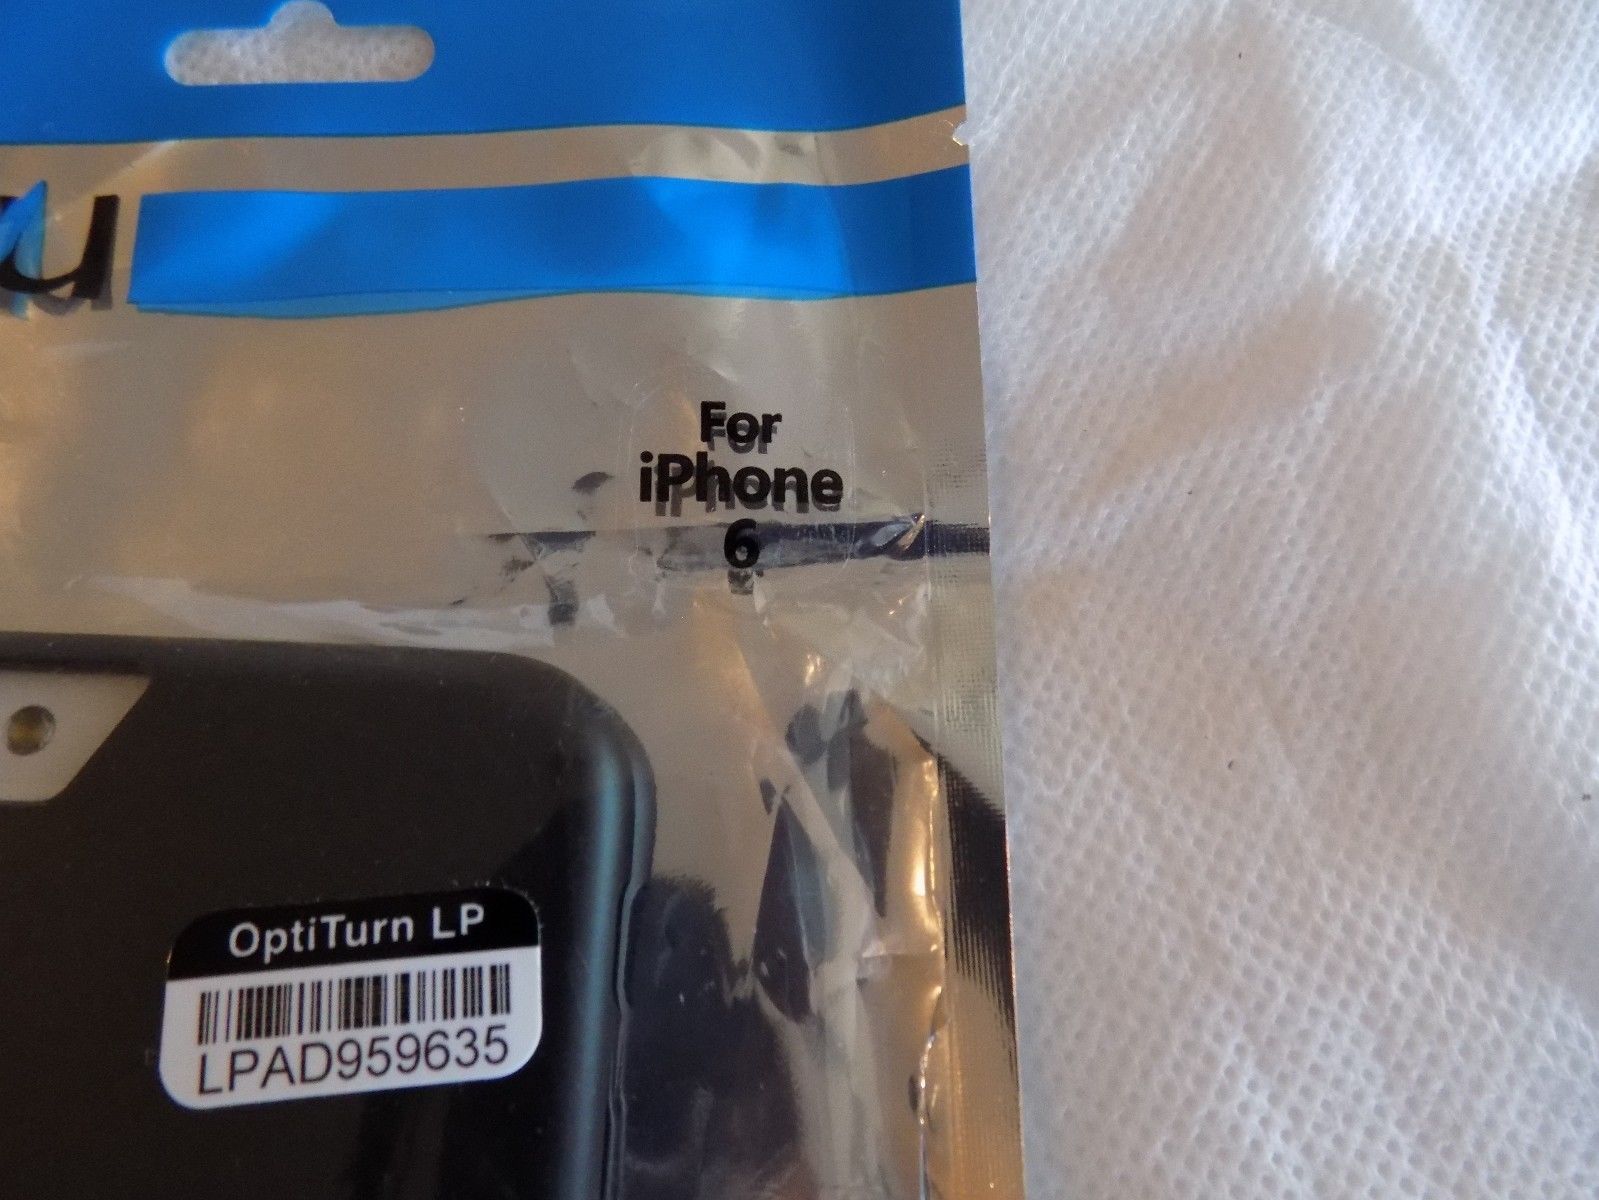 For
iPhone
6
OptiTurn LP
LPAD959635